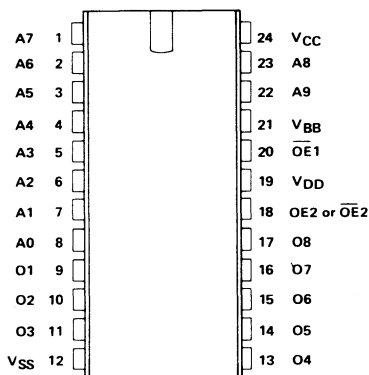 A7 1 24 VCC
A6 2 23 A8
A5 3 22 A9
A4 4 21 VBB
A3 5 20 O̅E̅1
A2 6 19 VDD
A1 7 18 OE2 or O̅E̅2
A0 8 17 O8
O1 9 16 O7
O2 10 15 O6
O3 11 14 O5
VSS 12 13 O4